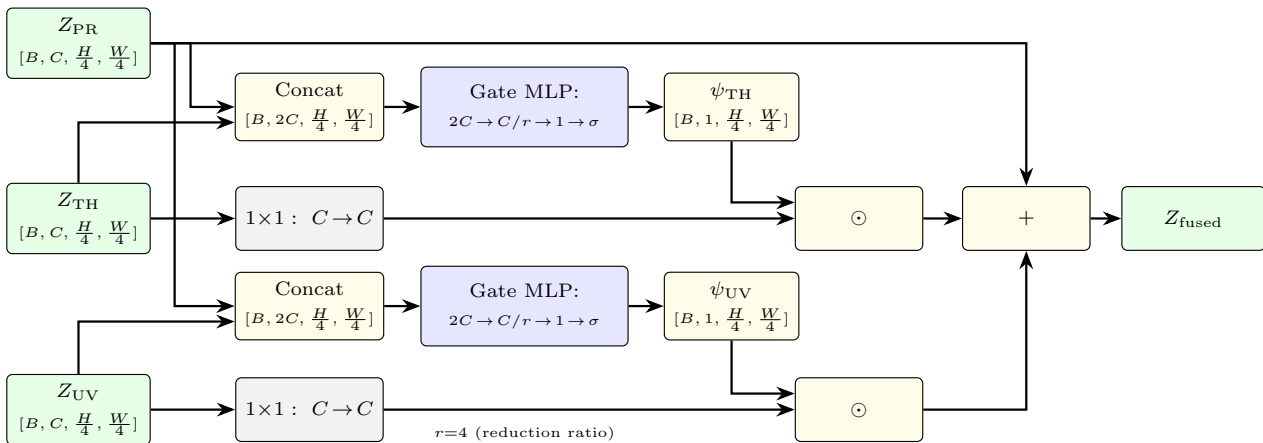 Z_PR
[B, C, H/4, W/4]
Concat
[B, 2C, H/4, W/4]
Gate MLP:
2C → C/r → 1 → σ
ψ_TH
[B, 1, H/4, W/4]
Z_TH
[B, C, H/4, W/4]
1×1 : C → C
⊙
+
Z_fused
Concat
[B, 2C, H/4, W/4]
Gate MLP:
2C → C/r → 1 → σ
ψ_UV
[B, 1, H/4, W/4]
Z_UV
[B, C, H/4, W/4]
1×1 : C → C
⊙
r=4 (reduction ratio)